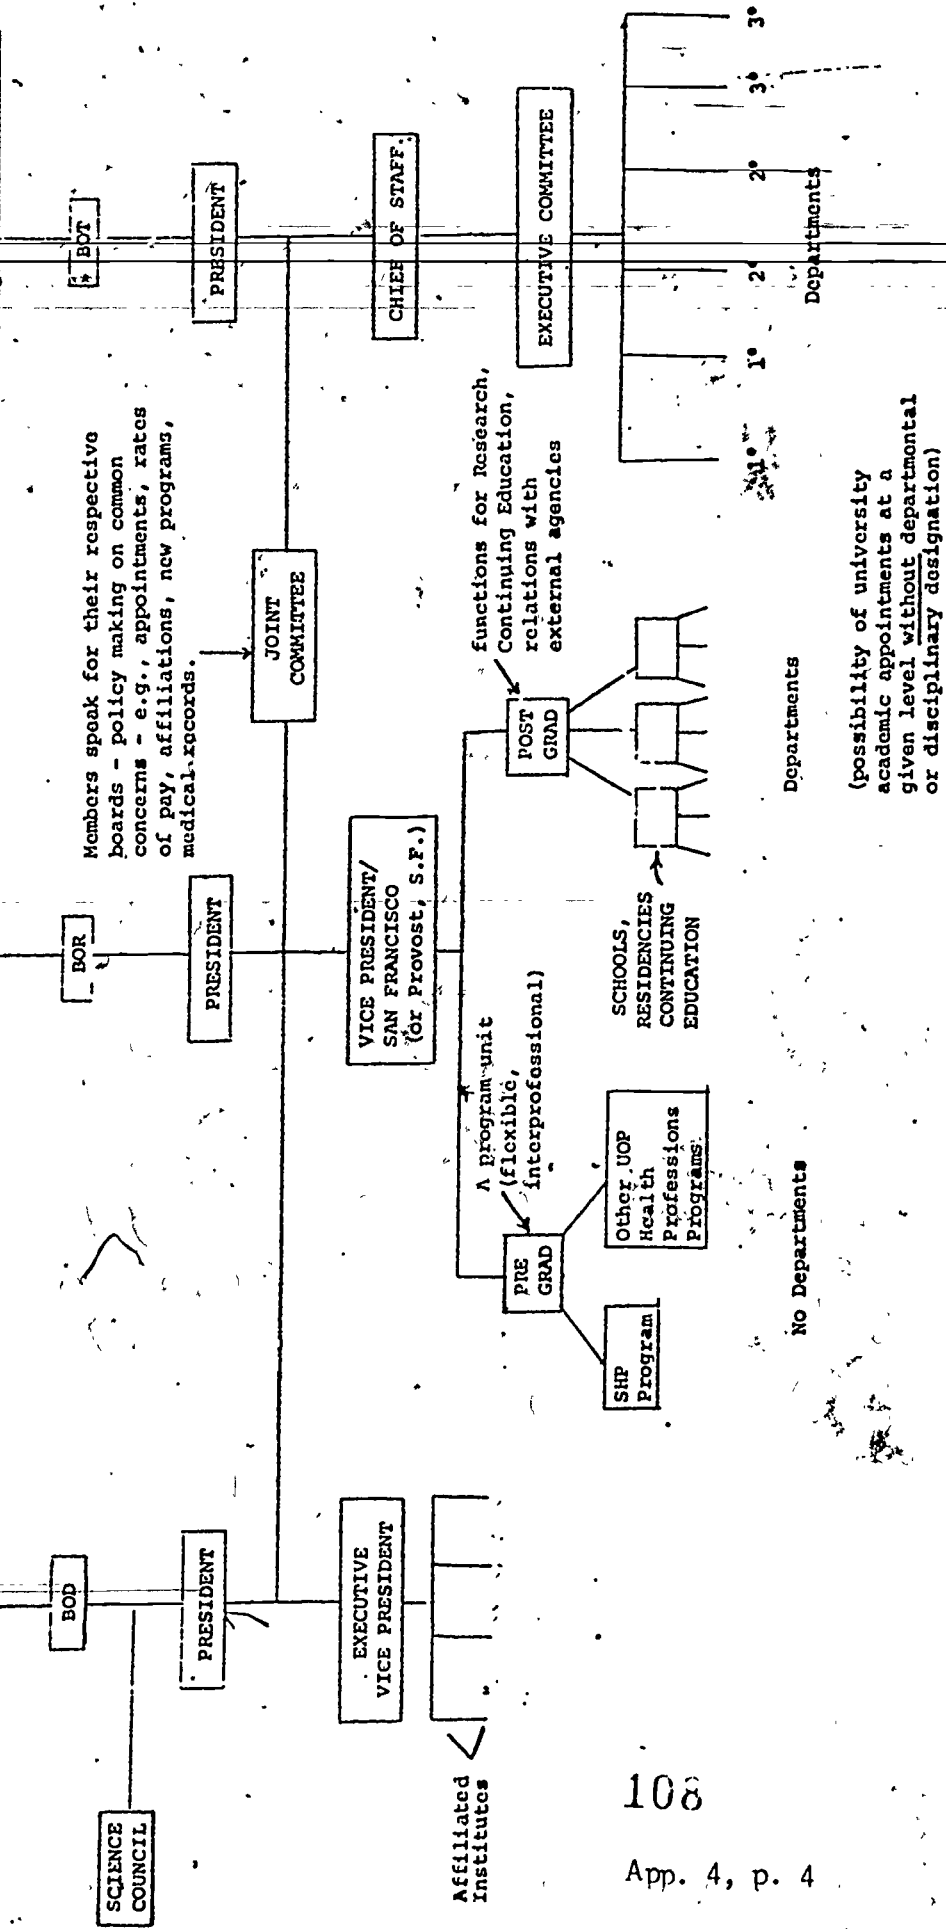 SCIENCE
COUNCIL
BOD
PRESIDENT
EXECUTIVE
VICE PRESIDENT
Affiliated
Institutes
BOR
PRESIDENT
VICE PRESIDENT/
SAN FRANCISCO
(or Provost, S.F.)
A program unit
(flexible,
interprofessional)
PRE
GRAD
SHP
Program
Other UOP
Health
Professions
Programs
No Departments
Members speak for their respective
boards - policy making on common
concerns - e.g., appointments, rates
of pay, affiliations, new programs,
medical records.
JOINT
COMMITTEE
POST
GRAD
functions for Research,
Continuing Education,
relations with
external agencies
SCHOOLS,
RESIDENCIES
CONTINUING
EDUCATION
Departments
(possibility of university
academic appointments at a
given level without departmental
or disciplinary designation)
* BOT
PRESIDENT
CHIEF OF STAFF
EXECUTIVE COMMITTEE
1° 1° 2° 2° 3° 3°
Departments
108
App. 4, p. 4